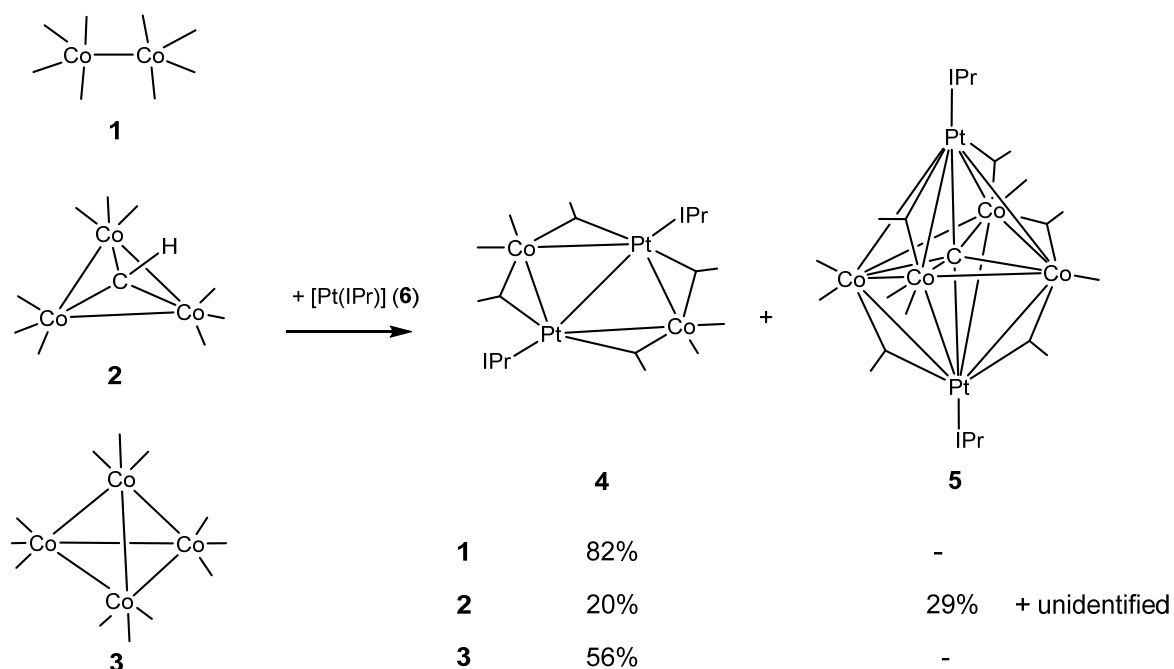 Co Co
1
Co
H
C
Co Co
2
+ [Pt(IPr)] (6)
Co
Co Co
Co
3
IPr
Co Pt
Pt Co
IPr
4
+
IPr
Pt
Co
C
Co Co Co
Pt
IPr
5
1 82% -
2 20% 29% + unidentified
3 56% -